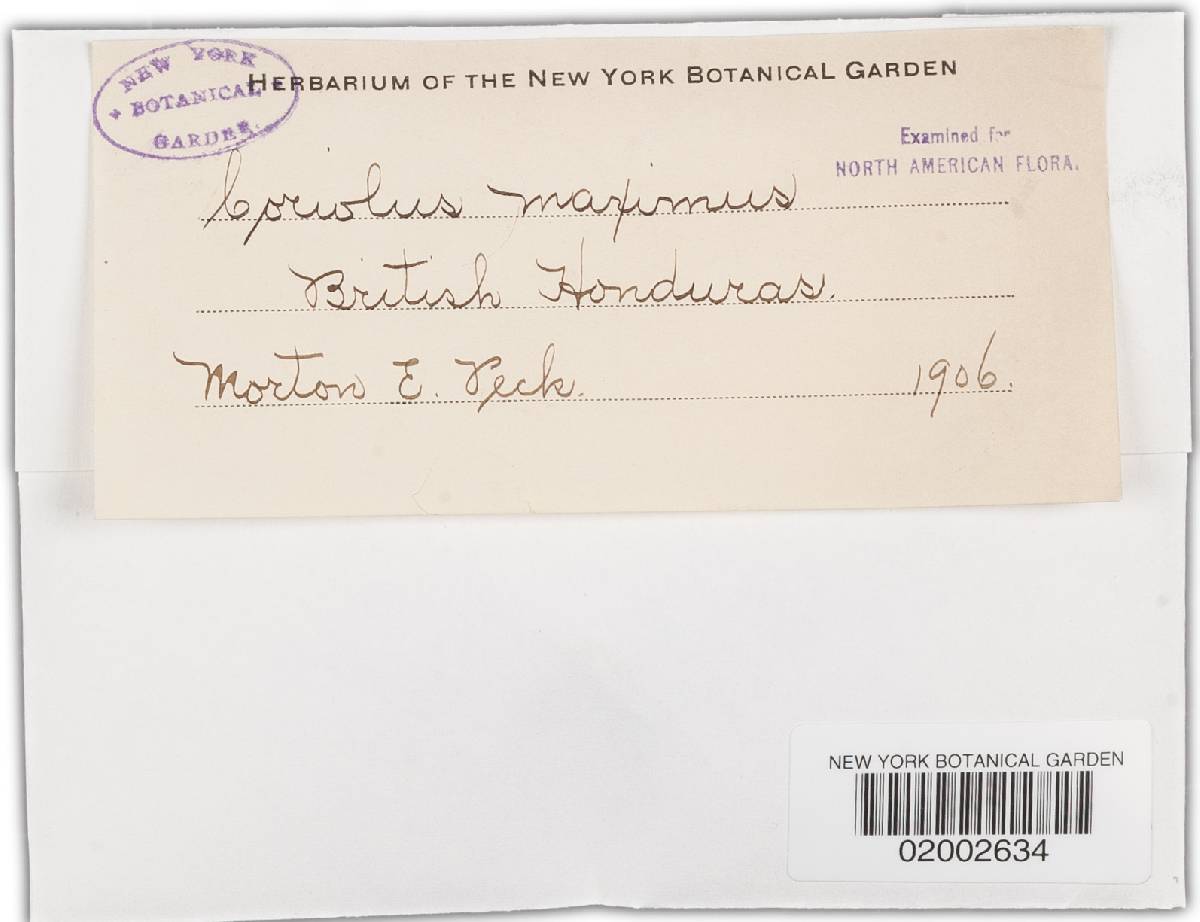 NEW YORK
BOTANICAL
GARDEN.
HERBARIUM OF THE NEW YORK BOTANICAL GARDEN
Examined for
NORTH AMERICAN FLORA.
Coriolus maximus
British Honduras.
Morton E. Peck. 1906.
NEW YORK BOTANICAL GARDEN
02002634